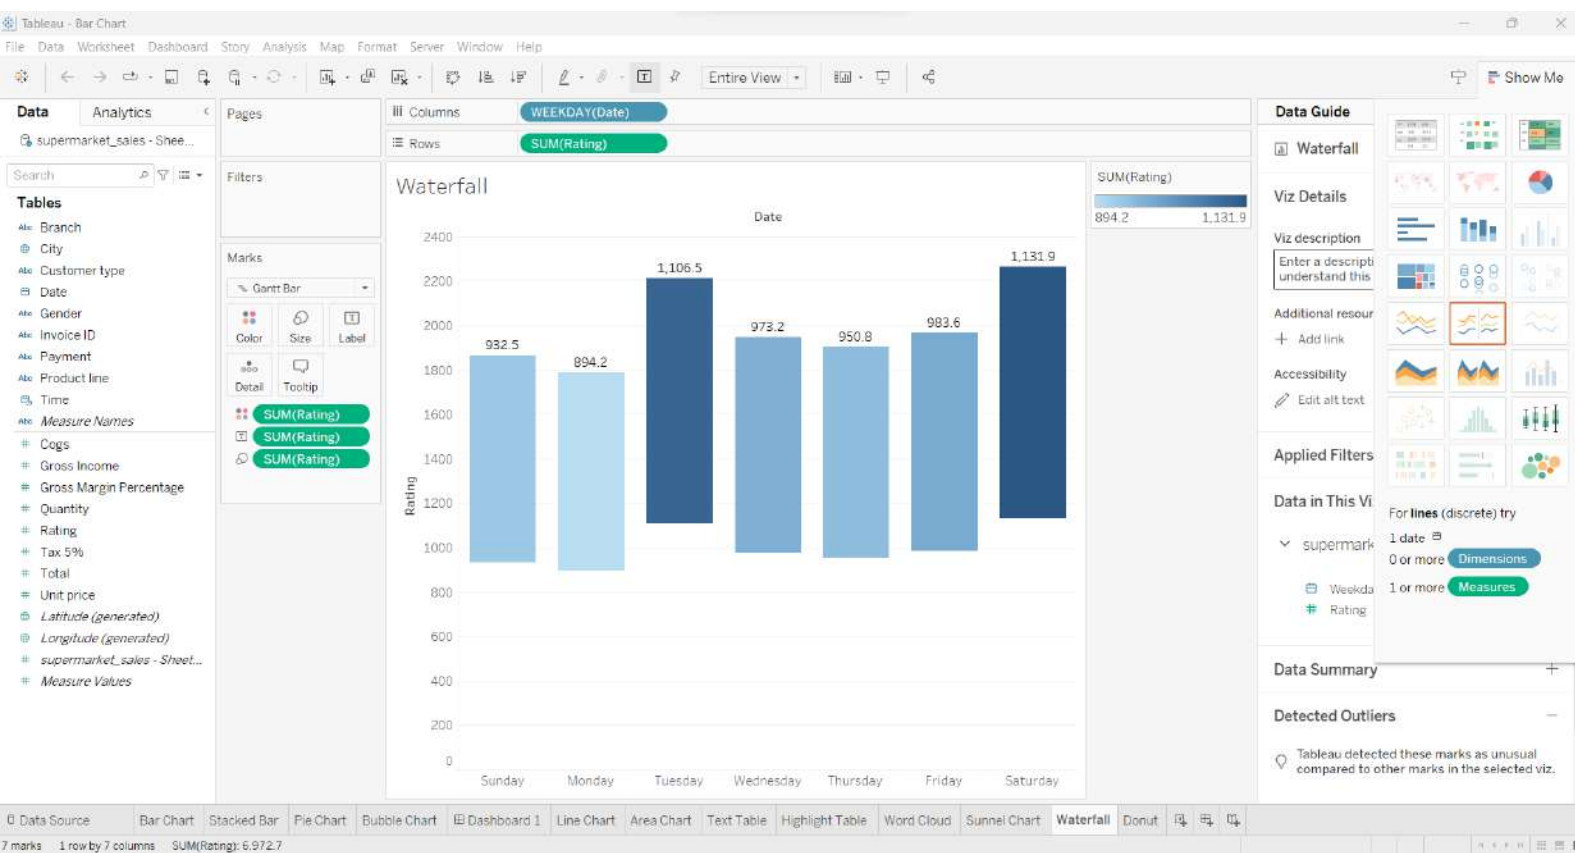 Tableau - Bar Chart
File Data Worksheet Dashboard Story Analysis Map Format Server Window Help
Entire View
Show Me
Data Analytics
supermarket_sales - Shee...
Search
Tables
Abc Branch
City
Abc Customer type
Date
Abc Gender
Abc Invoice ID
Abc Payment
Abc Product line
Time
Abc Measure Names
# Cogs
# Gross Income
# Gross Margin Percentage
# Quantity
# Rating
# Tax 5%
# Total
# Unit price
Latitude (generated)
Longitude (generated)
# supermarket_sales - Sheet...
# Measure Values
Pages
Filters
Marks
Gantt Bar
Color Size Label
Detail Tooltip
SUM(Rating)
SUM(Rating)
SUM(Rating)
iii Columns WEEKDAY(Date)
Rows SUM(Rating)
Waterfall
Date
2400
2200
2000
1800
1600
1400
1200
1000
800
600
400
200
0
Rating
932.5
894.2
1,106.5
973.2
950.8
983.6
1,131.9
Sunday Monday Tuesday Wednesday Thursday Friday Saturday
SUM(Rating)
894.2 1,131.9
Data Guide
Waterfall
Viz Details
Viz description
Enter a descripti
understand this
Additional resour
+ Add link
Accessibility
Edit alt text
Applied Filters
Data in This Vi
supermark
Weekda
# Rating
Data Summary +
Detected Outliers −
Tableau detected these marks as unusual
compared to other marks in the selected viz.
For lines (discrete) try
1 date
0 or more Dimensions
1 or more Measures
Data Source Bar Chart Stacked Bar Pie Chart Bubble Chart Dashboard 1 Line Chart Area Chart Text Table Highlight Table Word Cloud Sunnel Chart Waterfall Donut
7 marks 1 row by 7 columns SUM(Rating): 6,972.7